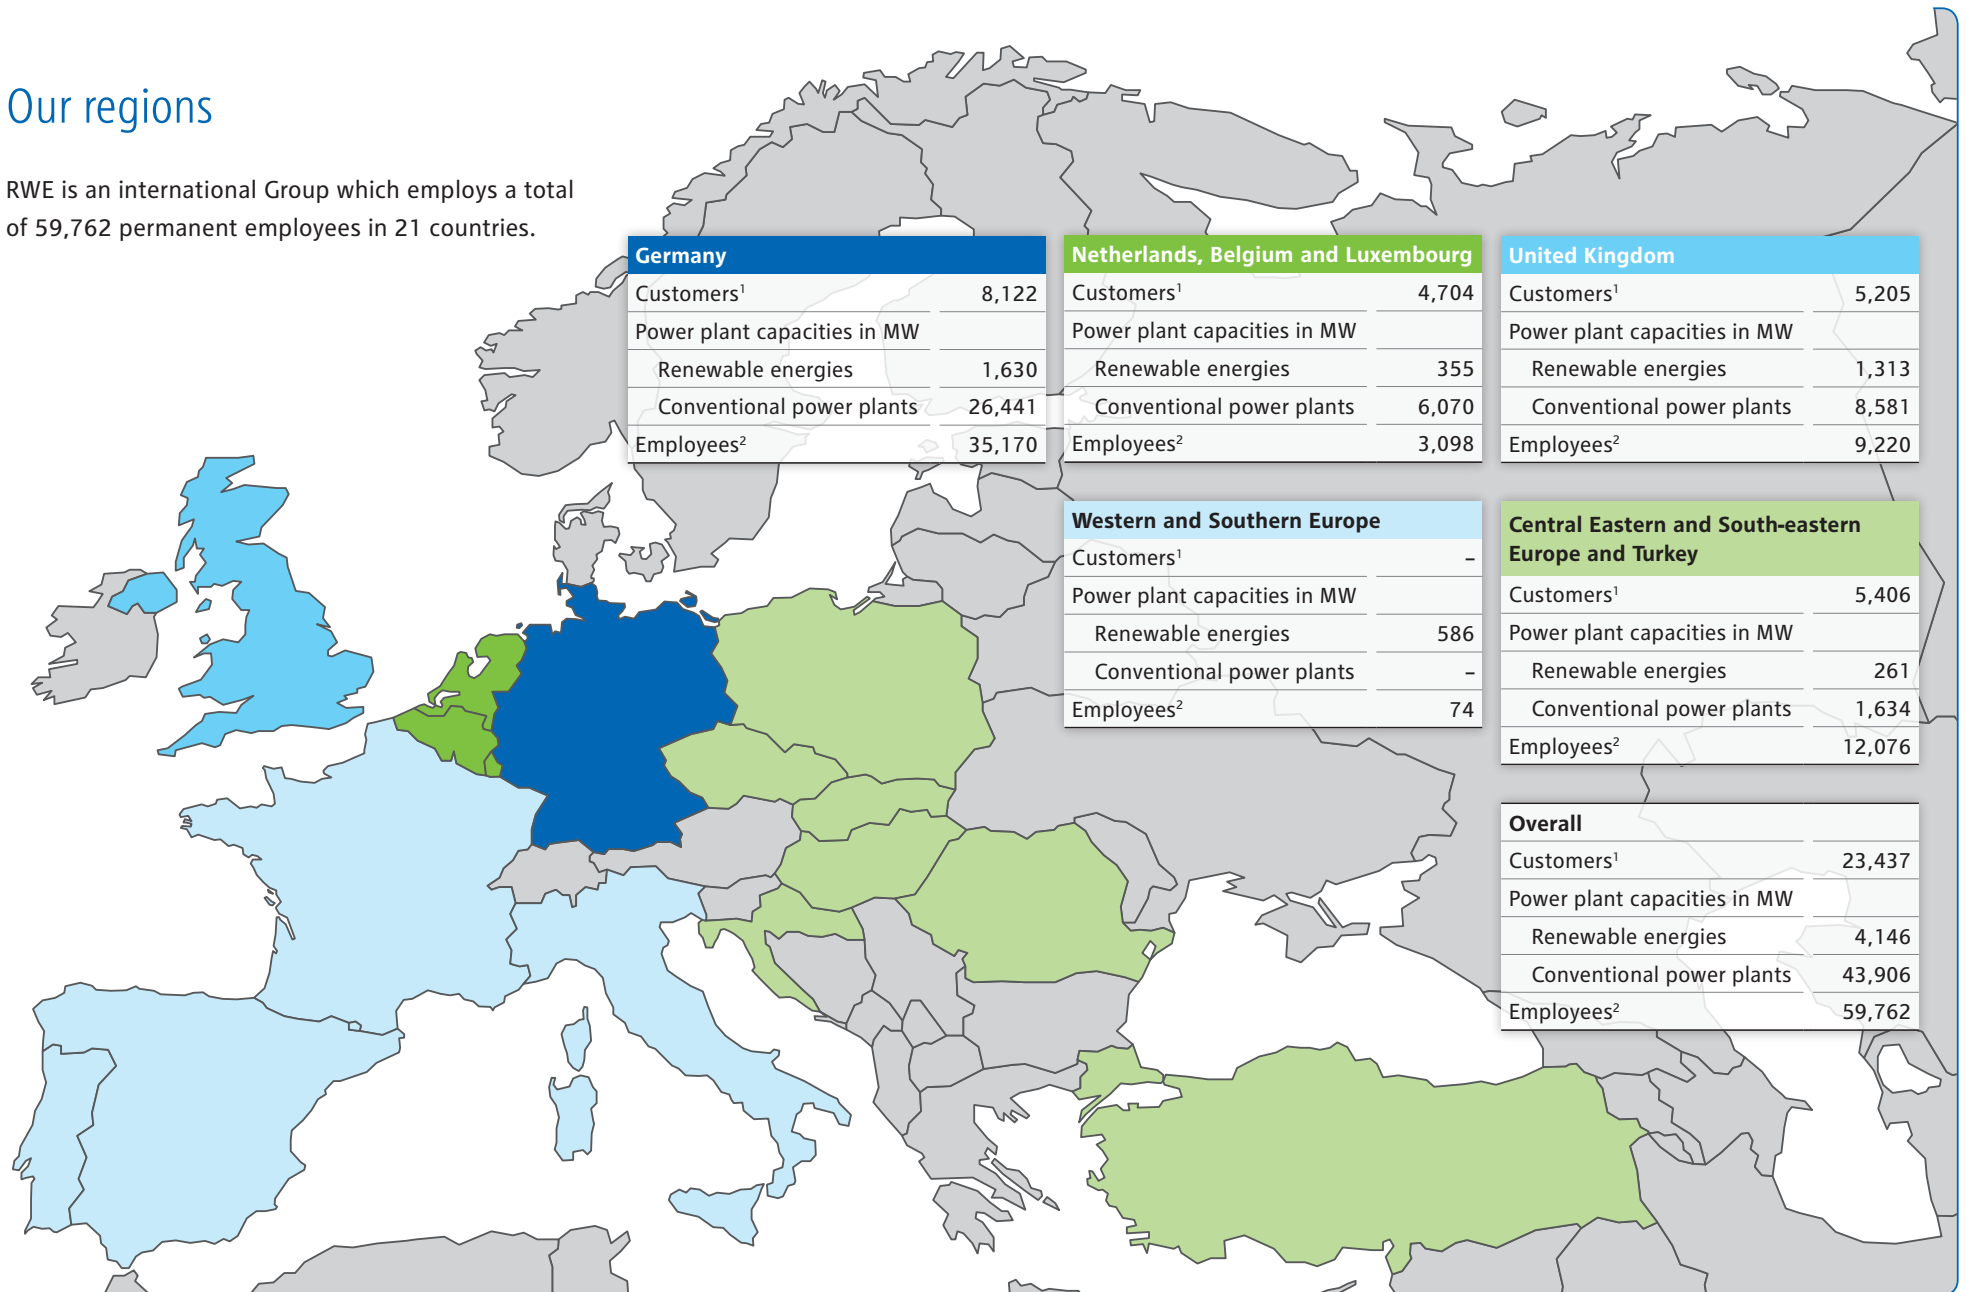 Our regions
RWE is an international Group which employs a total
of 59,762 permanent employees in 21 countries.
Germany
Customers¹ 8,122
Power plant capacities in MW
Renewable energies 1,630
Conventional power plants 26,441
Employees² 35,170
Netherlands, Belgium and Luxembourg
Customers¹ 4,704
Power plant capacities in MW
Renewable energies 355
Conventional power plants 6,070
Employees² 3,098
United Kingdom
Customers¹ 5,205
Power plant capacities in MW
Renewable energies 1,313
Conventional power plants 8,581
Employees² 9,220
Western and Southern Europe
Customers¹ –
Power plant capacities in MW
Renewable energies 586
Conventional power plants –
Employees² 74
Central Eastern and South-eastern
Europe and Turkey
Customers¹ 5,406
Power plant capacities in MW
Renewable energies 261
Conventional power plants 1,634
Employees² 12,076
Overall
Customers¹ 23,437
Power plant capacities in MW
Renewable energies 4,146
Conventional power plants 43,906
Employees² 59,762